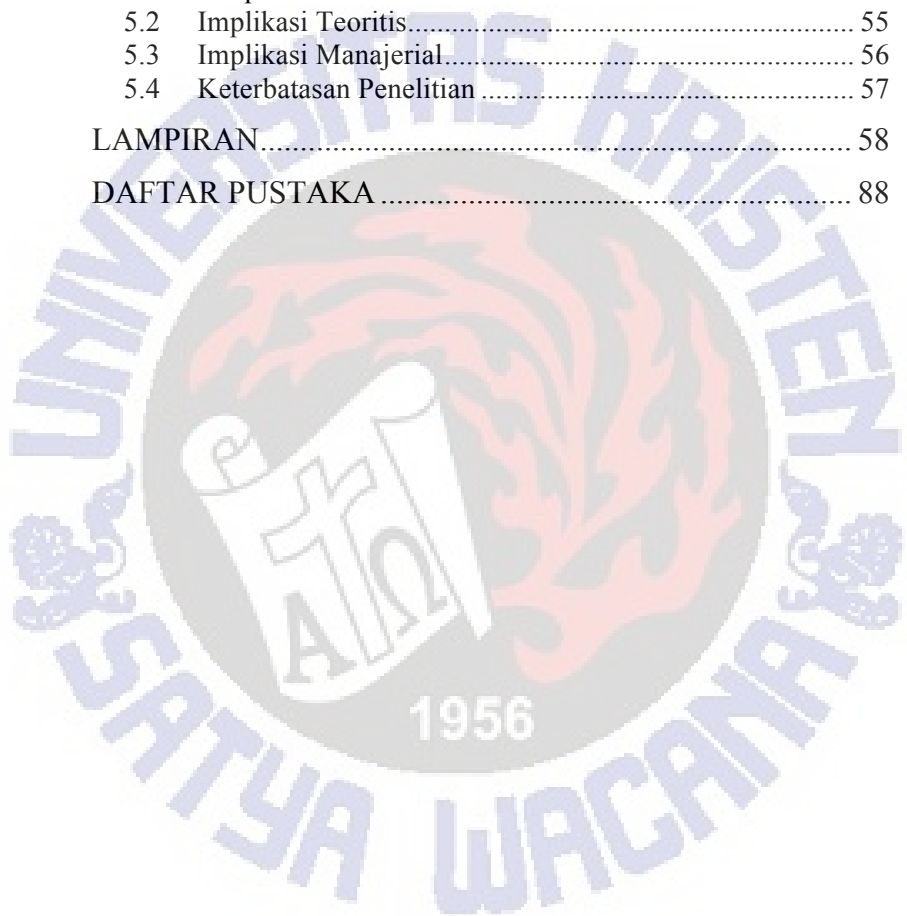 5.2 Implikasi Teoritis............................................................... 55
5.3 Implikasi Manajerial......................................................... 56
5.4 Keterbatasan Penelitian .................................................... 57
LAMPIRAN........................................................................ 58
DAFTAR PUSTAKA ......................................................... 88
UNIVERSITAS KRISTEN
Α Ω
1956
SATYA WACANA